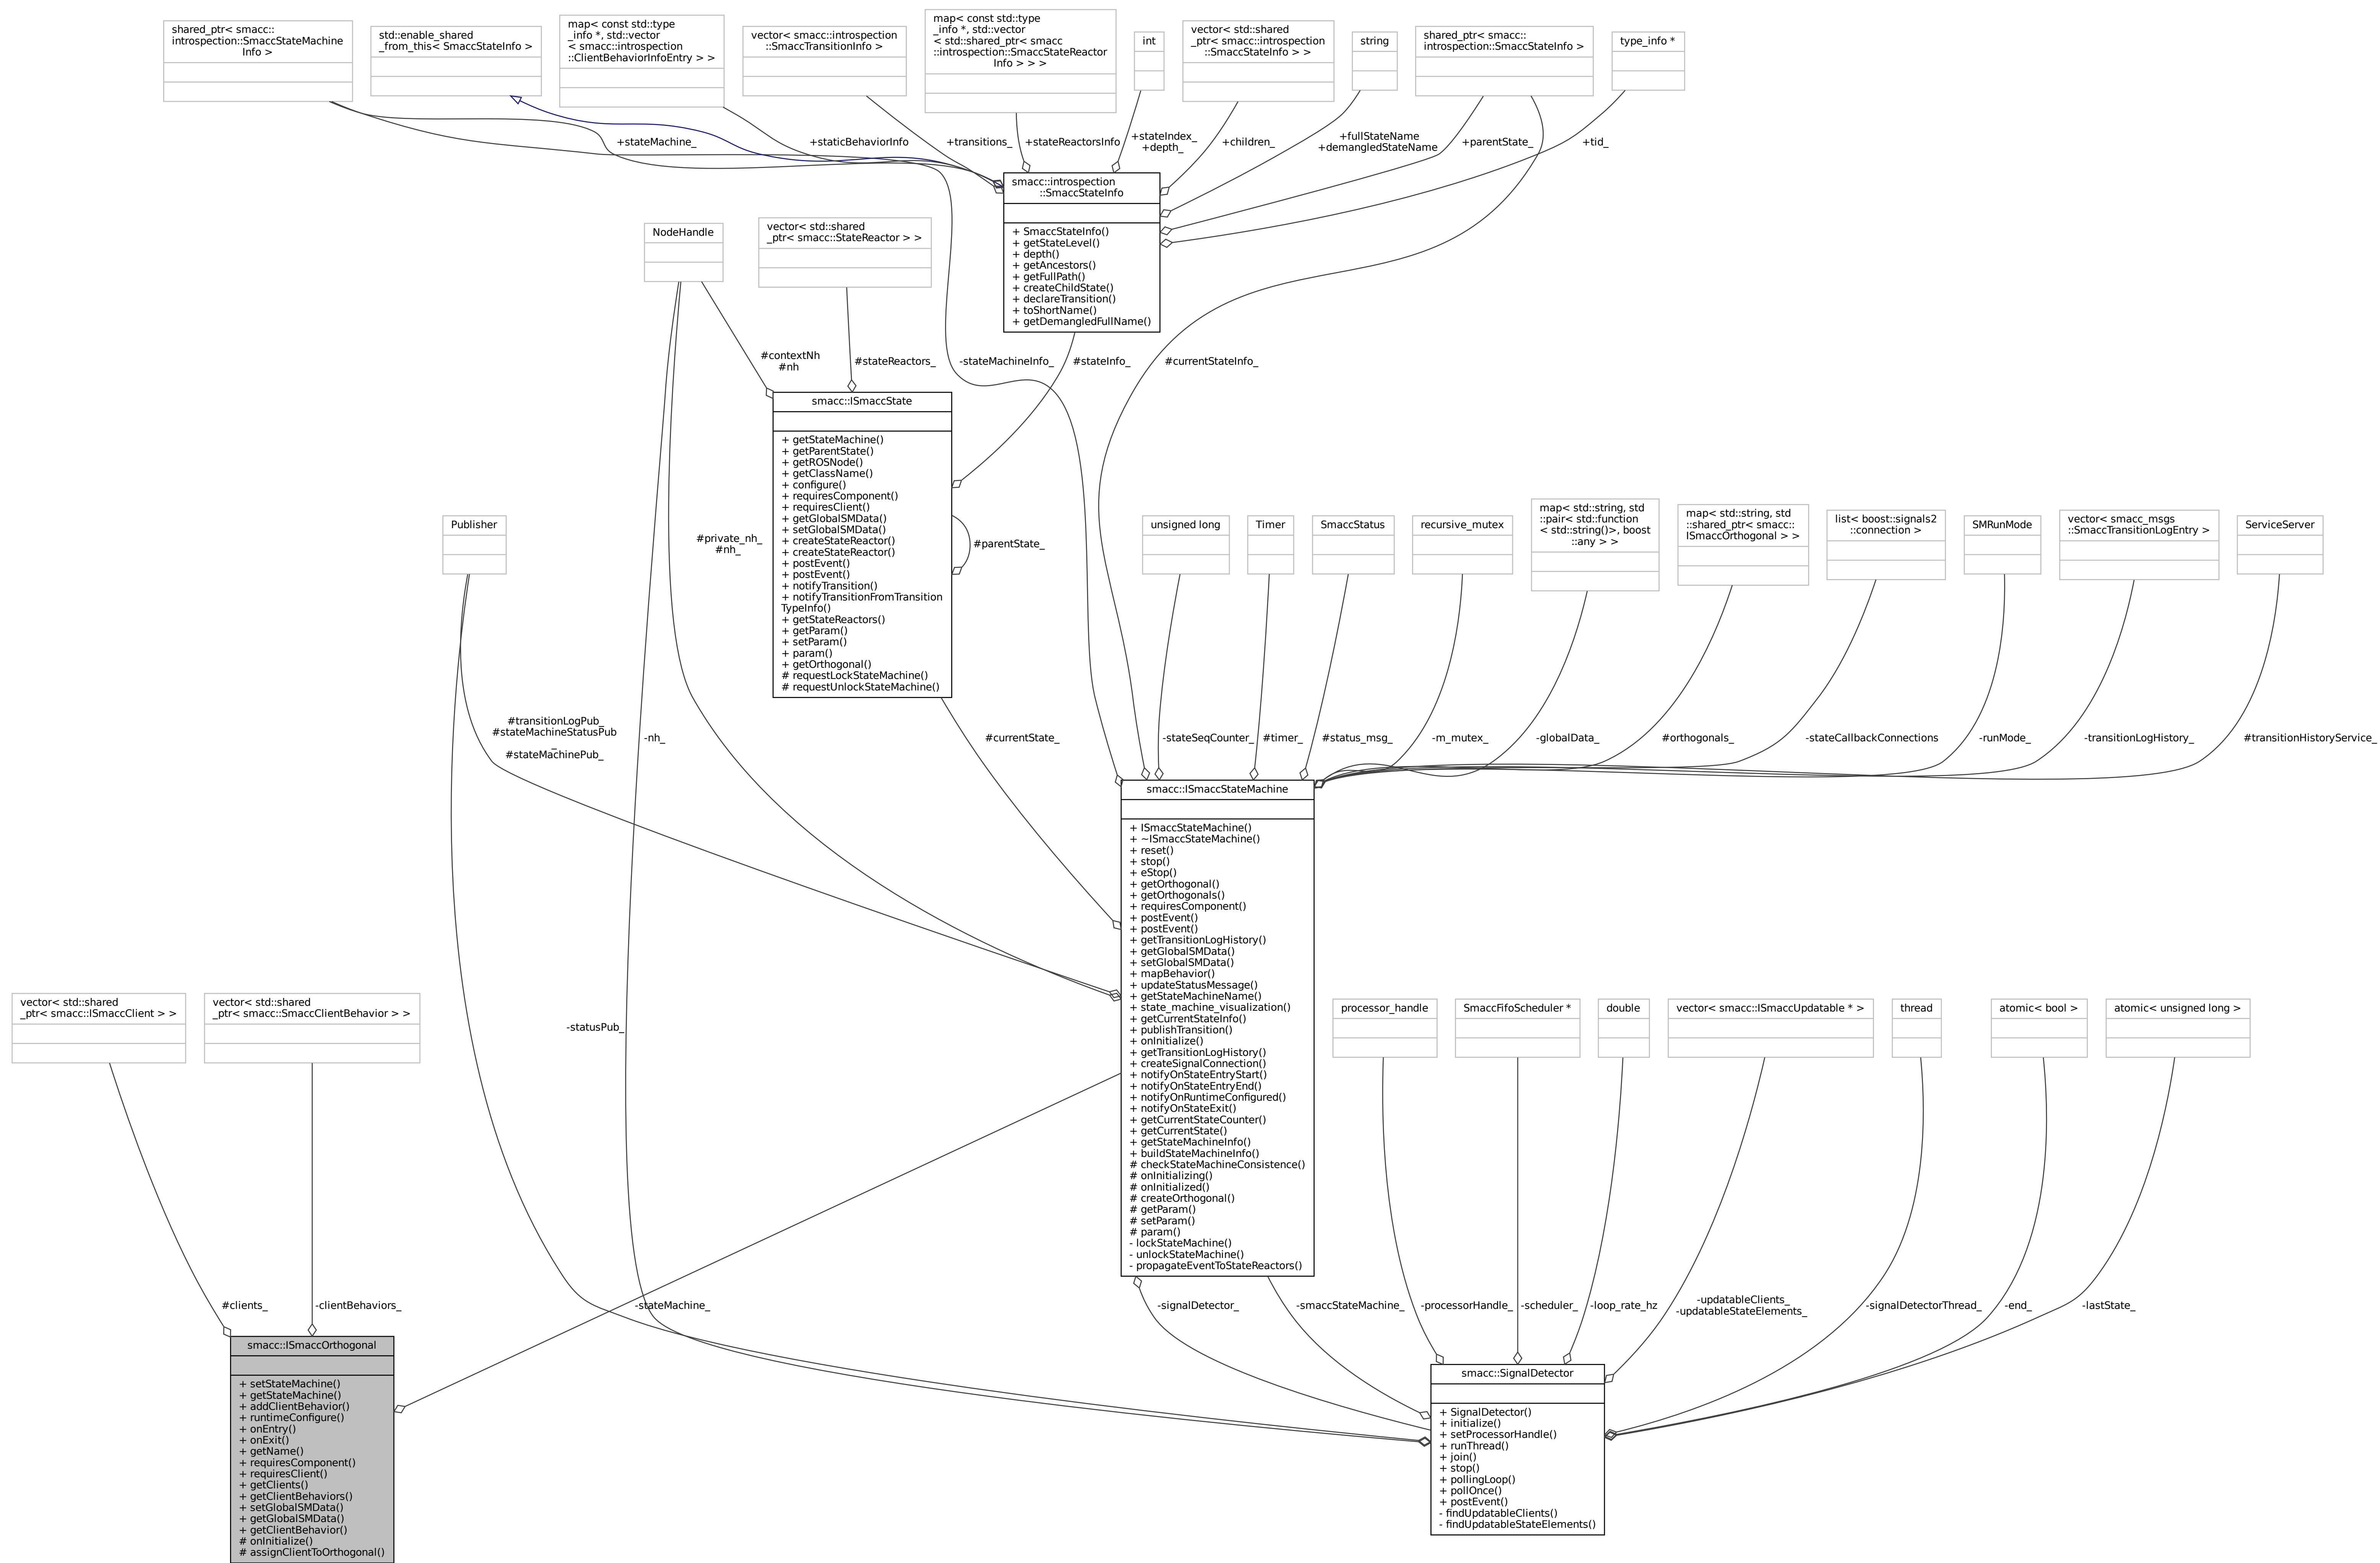 shared_ptr< smacc::
introspection::SmaccStateMachine
Info >
std::enable_shared
_from_this< SmaccStateInfo >
map< const std::type
_info *, std::vector
< smacc::introspection
::ClientBehaviorInfoEntry > >
vector< smacc::introspection
::SmaccTransitionInfo >
map< const std::type
_info *, std::vector
< std::shared_ptr< smacc
::introspection::SmaccStateReactor
Info > > >
int
vector< std::shared
_ptr< smacc::introspection
::SmaccStateInfo > >
string
shared_ptr< smacc::
introspection::SmaccStateInfo >
type_info *
+stateMachine_
+staticBehaviorInfo
+transitions_
+stateReactorsInfo
+stateIndex_
+depth_
+children_
+fullStateName
+demangledStateName
+parentState_
+tid_
smacc::introspection
::SmaccStateInfo
+ SmaccStateInfo()
+ getStateLevel()
+ depth()
+ getAncestors()
+ getFullPath()
+ createChildState()
+ declareTransition()
+ toShortName()
+ getDemangledFullName()
NodeHandle
vector< std::shared
_ptr< smacc::StateReactor > >
#contextNh
#nh
#stateReactors_
-stateMachineInfo_
#stateInfo_
#currentStateInfo_
smacc::ISmaccState
+ getStateMachine()
+ getParentState()
+ getROSNode()
+ getClassName()
+ configure()
+ requiresComponent()
+ requiresClient()
+ getGlobalSMData()
+ setGlobalSMData()
+ createStateReactor()
+ createStateReactor()
+ postEvent()
+ postEvent()
+ notifyTransition()
+ notifyTransitionFromTransition
TypeInfo()
+ getStateReactors()
+ getParam()
+ setParam()
+ param()
+ getOrthogonal()
# requestLockStateMachine()
# requestUnlockStateMachine()
#parentState_
Publisher
#private_nh_
#nh_
unsigned long
Timer
SmaccStatus
recursive_mutex
map< std::string, std
::pair< std::function
< std::string()>, boost
::any > >
map< std::string, std
::shared_ptr< smacc::
ISmaccOrthogonal > >
list< boost::signals2
::connection >
SMRunMode
vector< smacc_msgs
::SmaccTransitionLogEntry >
ServiceServer
#transitionLogPub_
#stateMachineStatusPub
_
#stateMachinePub_
-nh_
#currentState_
-stateSeqCounter_
#timer_
#status_msg_
-m_mutex_
-globalData_
#orthogonals_
-stateCallbackConnections
-runMode_
-transitionLogHistory_
#transitionHistoryService_
smacc::ISmaccStateMachine
+ ISmaccStateMachine()
+ ~ISmaccStateMachine()
+ reset()
+ stop()
+ eStop()
+ getOrthogonal()
+ getOrthogonals()
+ requiresComponent()
+ postEvent()
+ postEvent()
+ getTransitionLogHistory()
+ getGlobalSMData()
+ setGlobalSMData()
+ mapBehavior()
+ updateStatusMessage()
+ getStateMachineName()
+ state_machine_visualization()
+ getCurrentStateInfo()
+ publishTransition()
+ onInitialize()
+ getTransitionLogHistory()
+ createSignalConnection()
+ notifyOnStateEntryStart()
+ notifyOnStateEntryEnd()
+ notifyOnRuntimeConfigured()
+ notifyOnStateExit()
+ getCurrentStateCounter()
+ getCurrentState()
+ getStateMachineInfo()
+ buildStateMachineInfo()
# checkStateMachineConsistence()
# onInitializing()
# onInitialized()
# createOrthogonal()
# getParam()
# setParam()
# param()
- lockStateMachine()
- unlockStateMachine()
- propagateEventToStateReactors()
vector< std::shared
_ptr< smacc::ISmaccClient > >
vector< std::shared
_ptr< smacc::SmaccClientBehavior > >
-statusPub_
processor_handle
SmaccFifoScheduler *
double
vector< smacc::ISmaccUpdatable * >
thread
atomic< bool >
atomic< unsigned long >
#clients_
-clientBehaviors_
-stateMachine_
-signalDetector_
-smaccStateMachine_
-processorHandle_
-scheduler_
-loop_rate_hz
-updatableClients_
-updatableStateElements_
-signalDetectorThread_
-end_
-lastState_
smacc::ISmaccOrthogonal
+ setStateMachine()
+ getStateMachine()
+ addClientBehavior()
+ runtimeConfigure()
+ onEntry()
+ onExit()
+ getName()
+ requiresComponent()
+ requiresClient()
+ getClients()
+ getClientBehaviors()
+ setGlobalSMData()
+ getGlobalSMData()
+ getClientBehavior()
# onInitialize()
# assignClientToOrthogonal()
smacc::SignalDetector
+ SignalDetector()
+ initialize()
+ setProcessorHandle()
+ runThread()
+ join()
+ stop()
+ pollingLoop()
+ pollOnce()
+ postEvent()
- findUpdatableClients()
- findUpdatableStateElements()